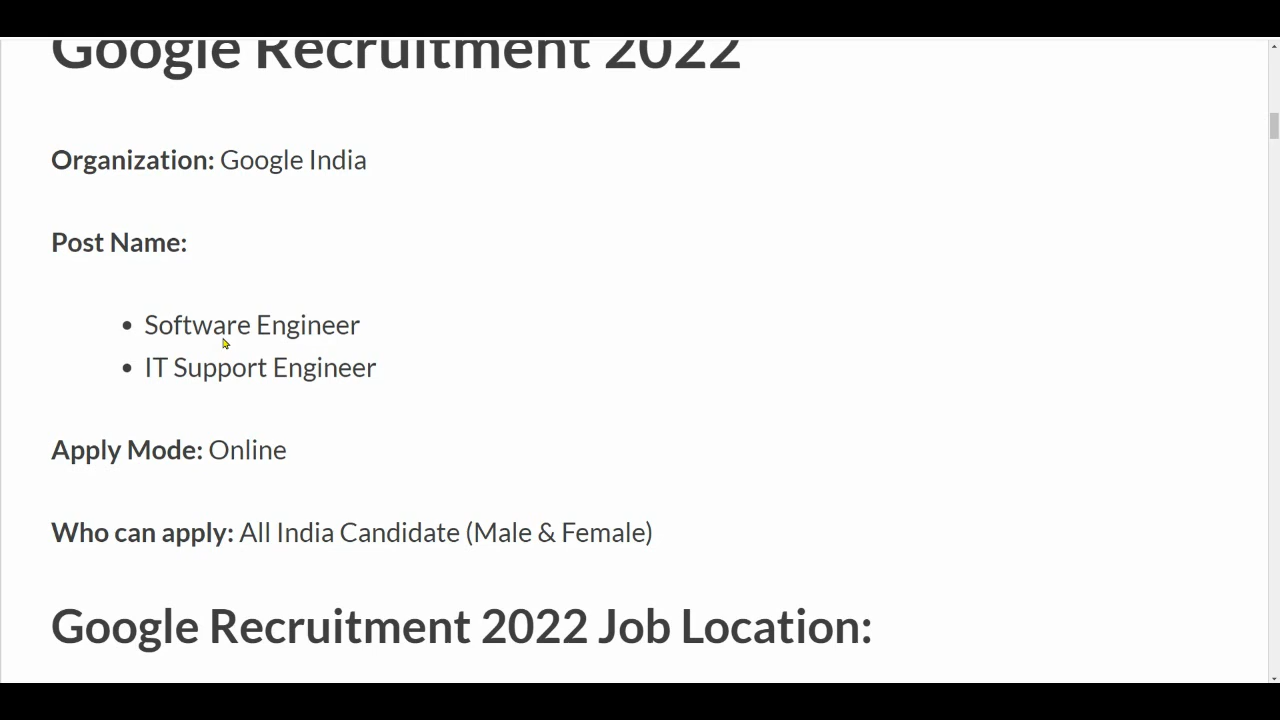 Google Recruitment 2022
Organization: Google India
Post Name:
• Software Engineer
• IT Support Engineer
Apply Mode: Online
Who can apply: All India Candidate (Male & Female)
Google Recruitment 2022 Job Location: